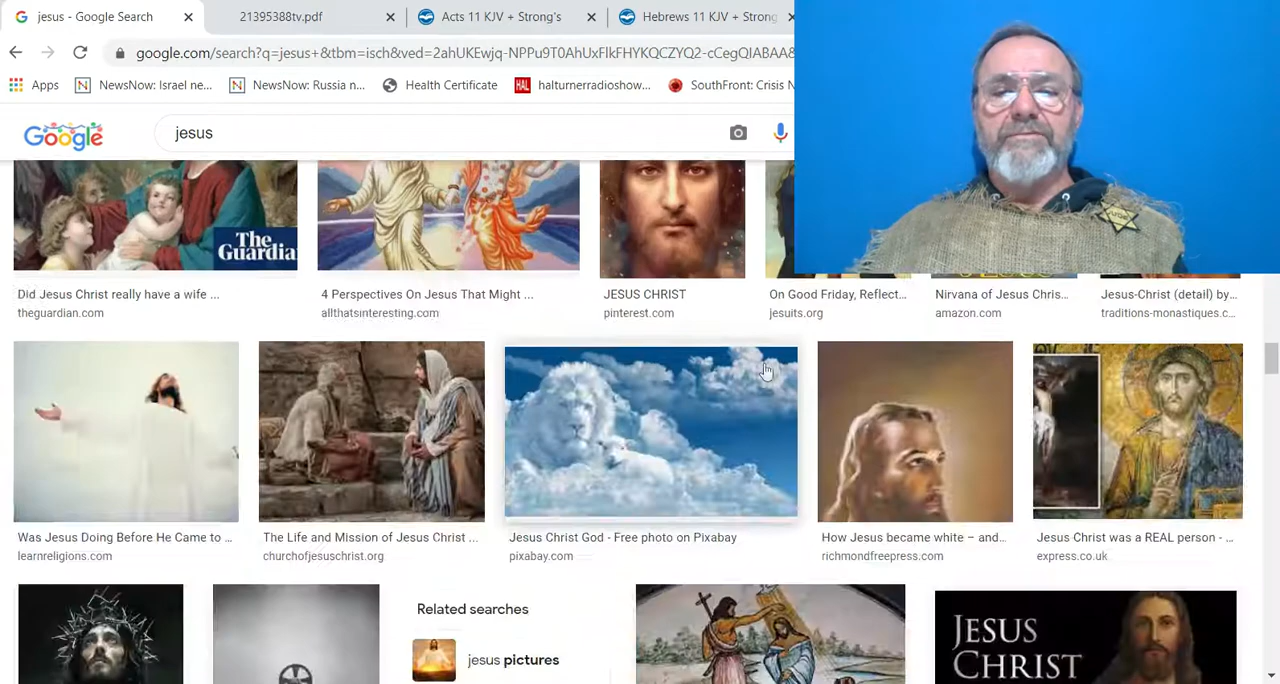 jesus - Google Search
21395388tv.pdf
Acts 11 KJV + Strong's
Hebrews 11 KJV + Strong
google.com/search?q=jesus+&tbm=isch&ved=2ahUKEwjq-NPPu9T0AhUxFlkFHYKQCZYQ2-cCegQIABAA&
Apps
NewsNow: Israel ne...
NewsNow: Russia n...
Health Certificate
HAL
halturnerradioshow...
SouthFront: Crisis N
Google
jesus
The
Guardia
Did Jesus Christ really have a wife ...
theguardian.com
4 Perspectives On Jesus That Might ...
allthatsinteresting.com
JESUS CHRIST
pinterest.com
On Good Friday, Reflect...
jesuits.org
Nirvana of Jesus Chris...
amazon.com
Jesus-Christ (detail) by...
traditions-monastiques.c...
Was Jesus Doing Before He Came to ...
learnreligions.com
The Life and Mission of Jesus Christ ...
churchofjesuschrist.org
Jesus Christ God - Free photo on Pixabay
pixabay.com
How Jesus became white – and...
richmondfreepress.com
Jesus Christ was a REAL person - ...
express.co.uk
Related searches
jesus pictures
JESUS
CHRIST